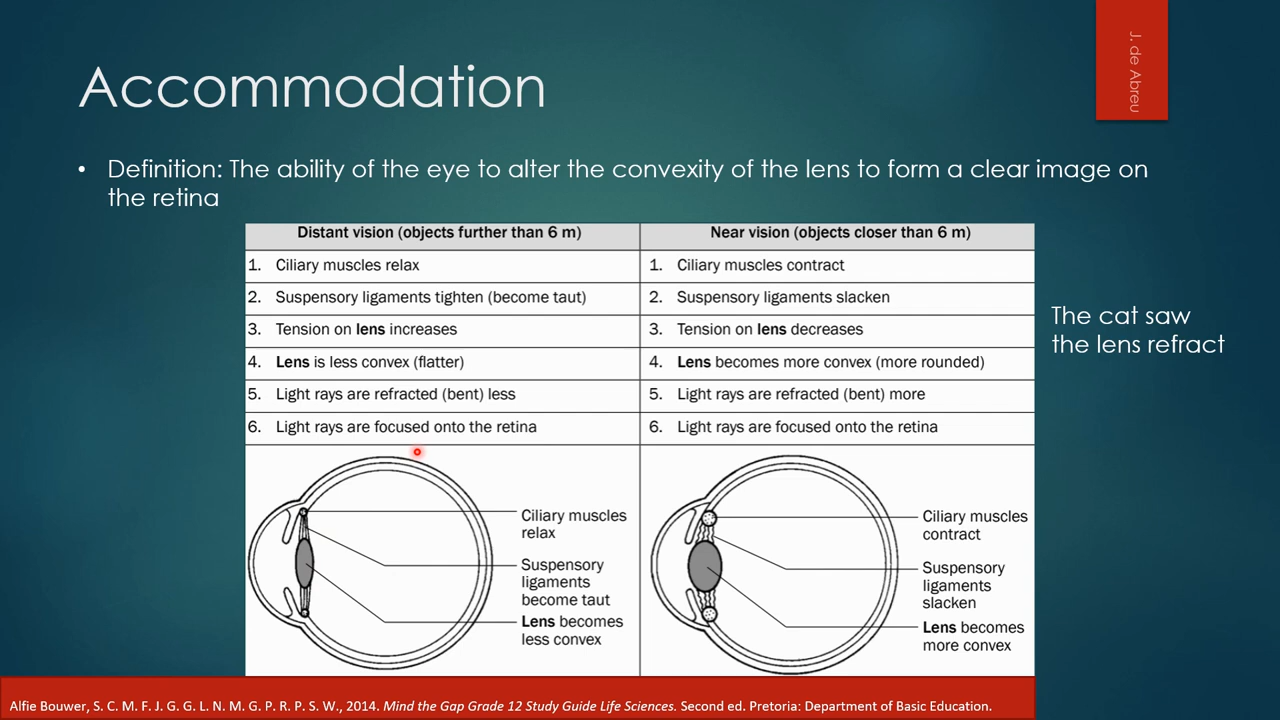 J. de Abreu
Accommodation
• Definition: The ability of the eye to alter the convexity of the lens to form a clear image on
the retina
Distant vision (objects further than 6 m)
Near vision (objects closer than 6 m)
1. Ciliary muscles relax
1. Ciliary muscles contract
2. Suspensory ligaments tighten (become taut)
2. Suspensory ligaments slacken
3. Tension on lens increases
3. Tension on lens decreases
4. Lens is less convex (flatter)
4. Lens becomes more convex (more rounded)
5. Light rays are refracted (bent) less
5. Light rays are refracted (bent) more
6. Light rays are focused onto the retina
6. Light rays are focused onto the retina
The cat saw
the lens refract
Ciliary muscles
relax
Suspensory
ligaments
become taut
Lens becomes
less convex
Ciliary muscles
contract
Suspensory
ligaments
slacken
Lens becomes
more convex
Alfie Bouwer, S. C. M. F. J. G. G. L. N. M. G. P. R. P. S. W., 2014. Mind the Gap Grade 12 Study Guide Life Sciences. Second ed. Pretoria: Department of Basic Education.